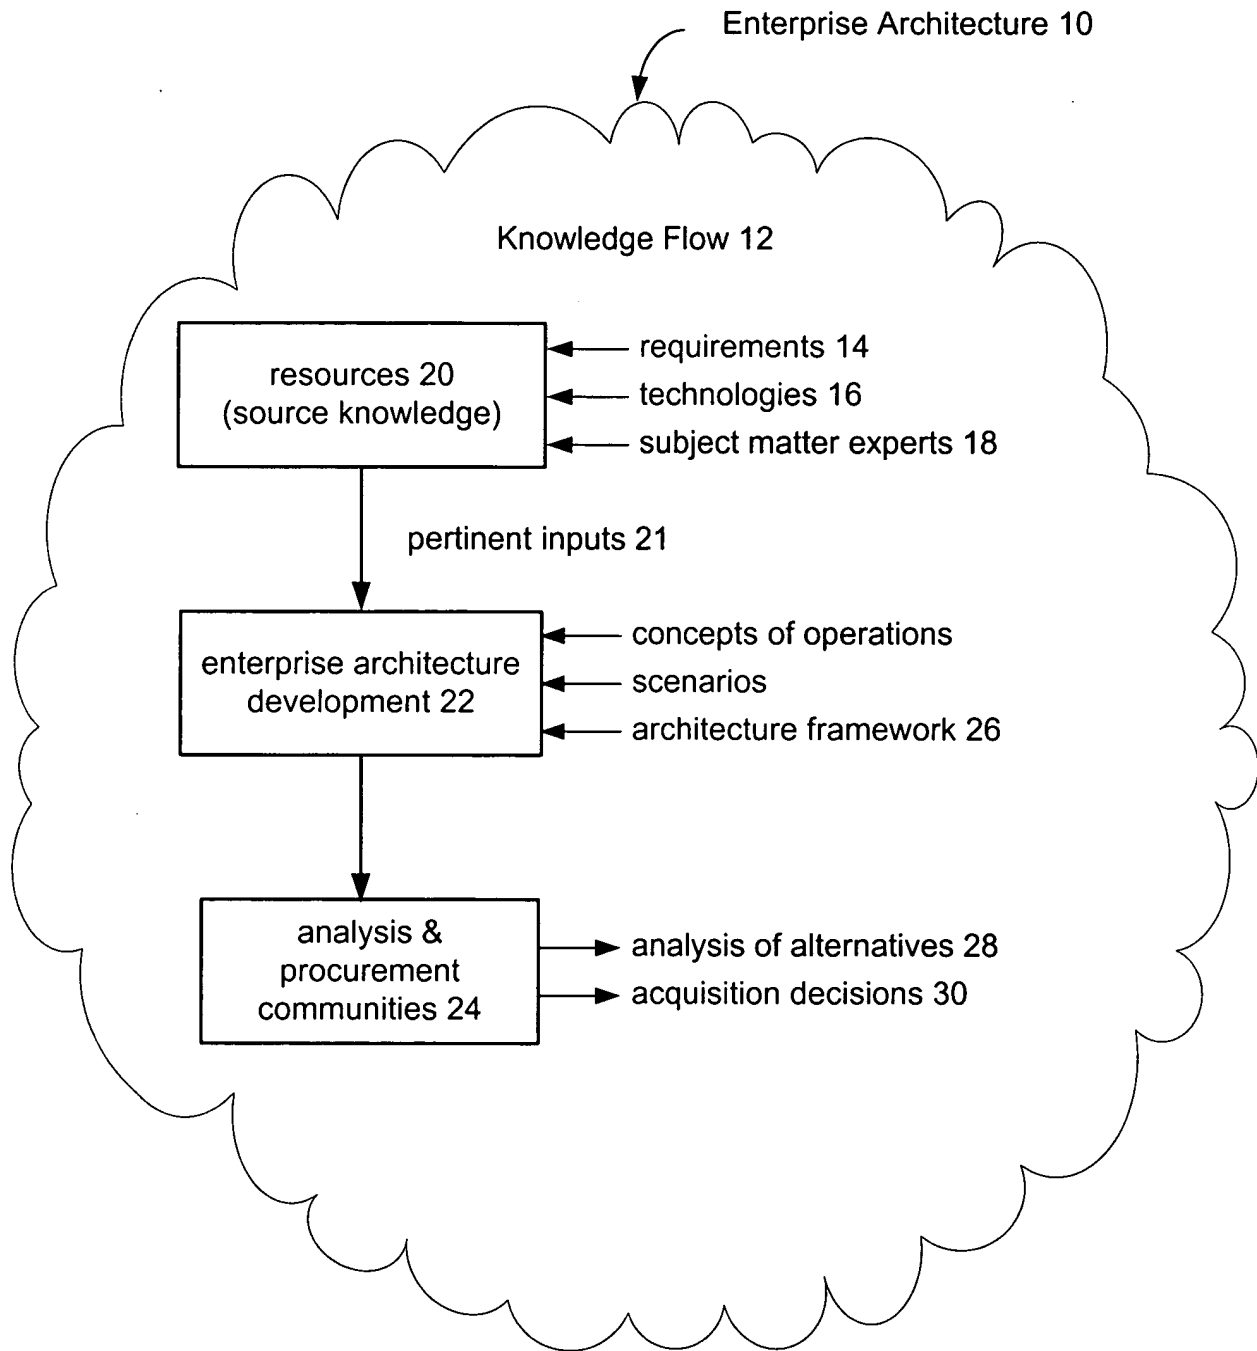 Enterprise Architecture 10
Knowledge Flow 12
resources 20
(source knowledge)
requirements 14
technologies 16
subject matter experts 18
pertinent inputs 21
enterprise architecture
development 22
concepts of operations
scenarios
architecture framework 26
analysis &
procurement
communities 24
analysis of alternatives 28
acquisition decisions 30